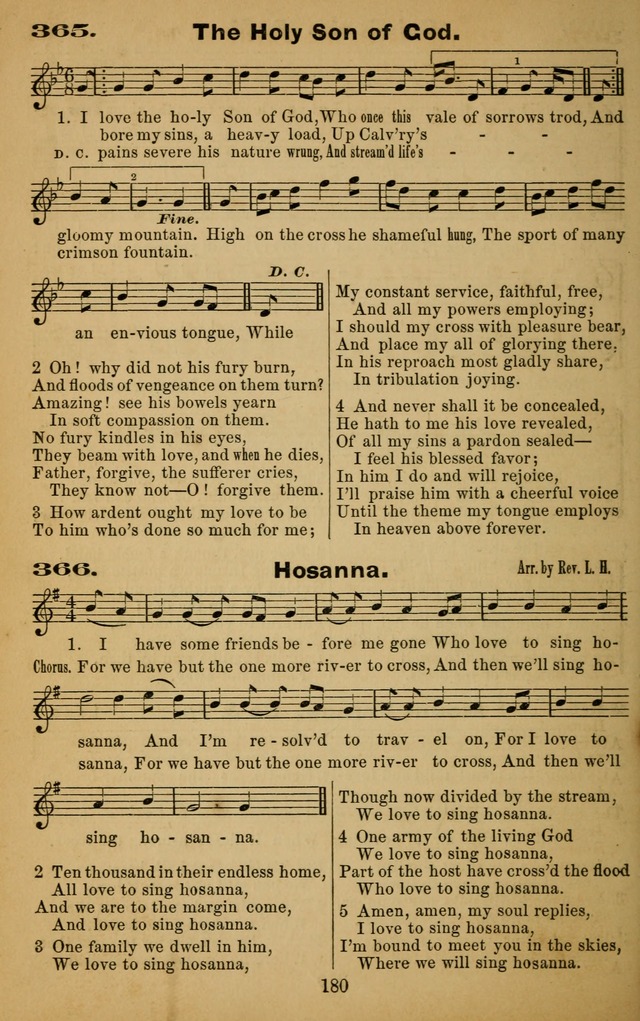 365. The Holy Son of God.
6 8 1
1. I love the ho-ly Son of God, Who once this vale of sorrows trod, And
bore my sins, a heav-y load, Up Calv'ry's - - -
D. C. pains severe his nature wrung, And stream'd life's - - -
2
Fine.
gloomy mountain. High on the cross he shameful hung, The sport of many
crimson fountain.
D. C.
an en-vious tongue, While
2 Oh! why did not his fury burn,
And floods of vengeance on them turn?
Amazing! see his bowels yearn
In soft compassion on them.
No fury kindles in his eyes,
They beam with love, and when he dies,
Father, forgive, the sufferer cries,
They know not—O! forgive them.
3 How ardent ought my love to be
To him who's done so much for me;
My constant service, faithful, free,
And all my powers employing;
I should my cross with pleasure bear,
And place my all of glorying there,
In his reproach most gladly share,
In tribulation joying.
4 And never shall it be concealed,
He hath to me his love revealed,
Of all my sins a pardon sealed—
I feel his blessed favor;
In him I do and will rejoice,
I'll praise him with a cheerful voice
Until the theme my tongue employs
In heaven above forever.
366. Hosanna. Arr. by Rev. L. H.
4 4
1. I have some friends be - fore me gone Who love to sing ho-
Chorus. For we have but the one more riv-er to cross, And then we'll sing ho-
sanna, And I'm re - solv'd to trav - el on, For I love to
sanna, For we have but the one more riv-er to cross, And then we'll
sing ho - san - na.
2 Ten thousand in their endless home,
All love to sing hosanna,
And we are to the margin come,
And love to sing hosanna.
3 One family we dwell in him,
We love to sing hosanna,
Though now divided by the stream,
We love to sing hosanna.
4 One army of the living God
We love to sing hosanna,
Part of the host have cross'd the flood
Who love to sing hosanna.
5 Amen, amen, my soul replies,
I love to sing hosanna,
I'm bound to meet you in the skies,
Where we will sing hosanna.
180